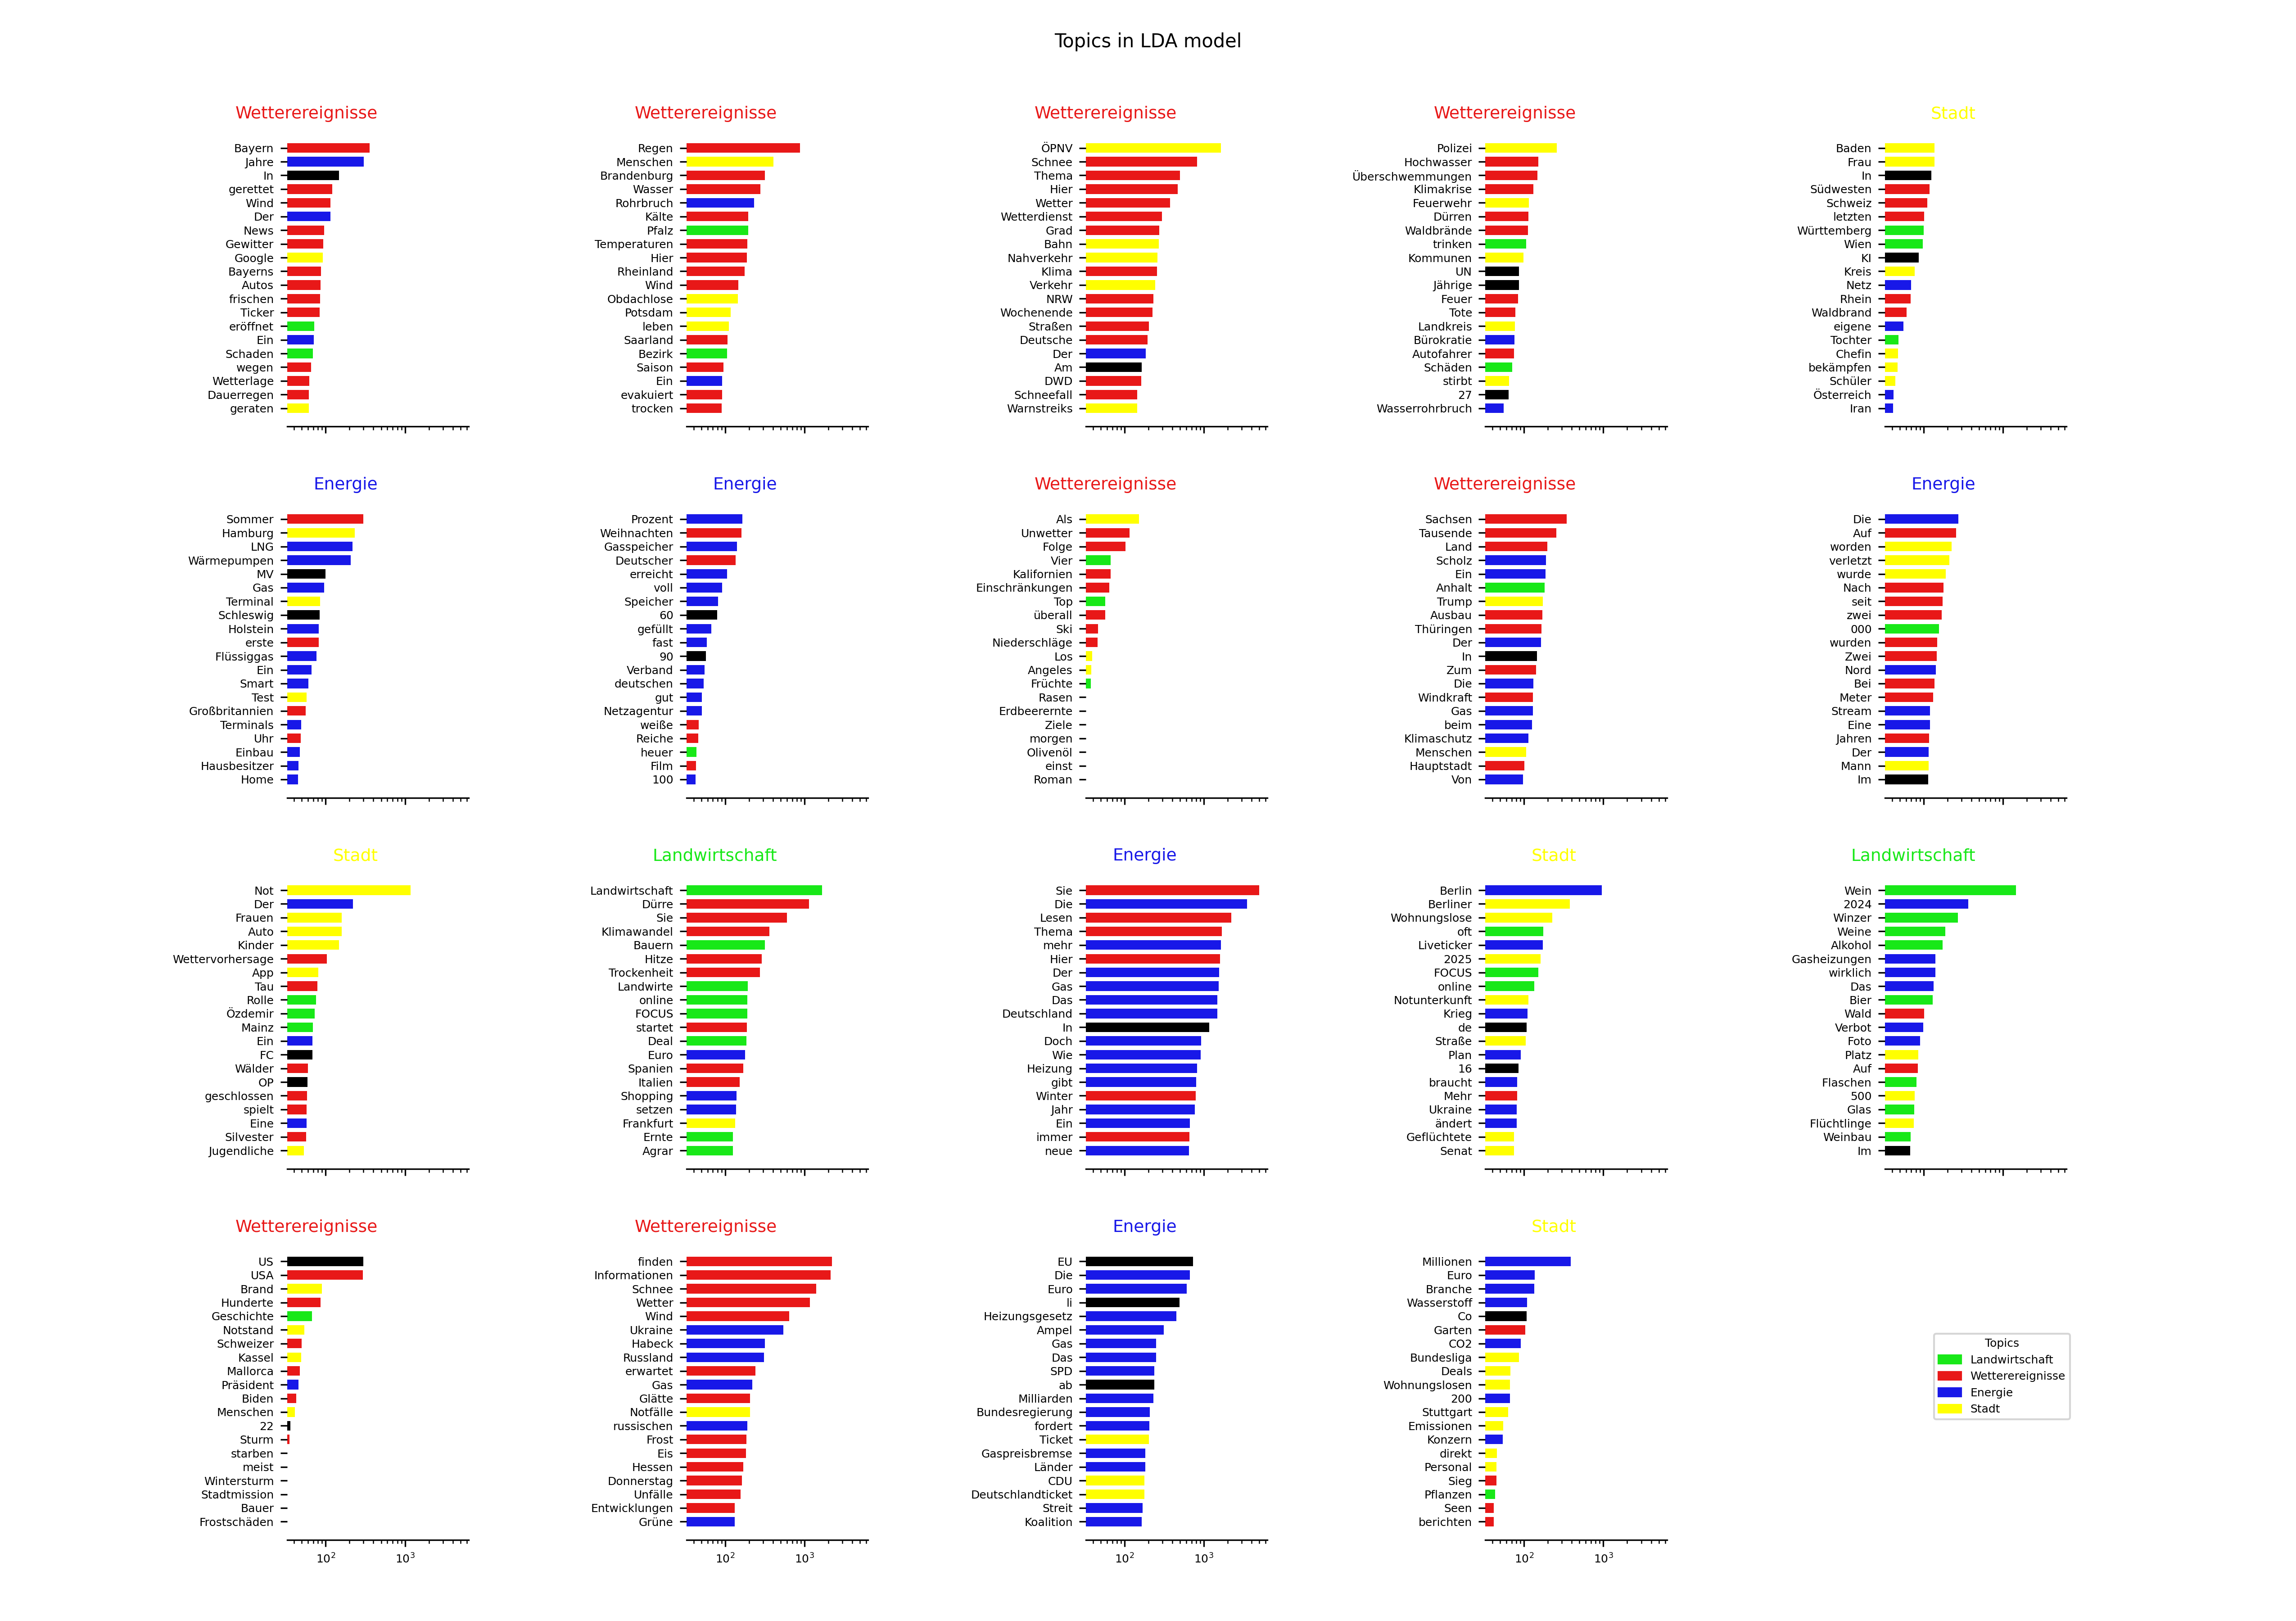 Topics in LDA model
Wetterereignisse
Bayern
Jahre
In
gerettet
Wind
Der
News
Gewitter
Google
Bayerns
Autos
frischen
Ticker
eröffnet
Ein
Schaden
wegen
Wetterlage
Dauerregen
geraten
Wetterereignisse
Regen
Menschen
Brandenburg
Wasser
Rohrbruch
Kälte
Pfalz
Temperaturen
Hier
Rheinland
Wind
Obdachlose
Potsdam
leben
Saarland
Bezirk
Saison
Ein
evakuiert
trocken
Wetterereignisse
ÖPNV
Schnee
Thema
Hier
Wetter
Wetterdienst
Grad
Bahn
Nahverkehr
Klima
Verkehr
NRW
Wochenende
Straßen
Deutsche
Der
Am
DWD
Schneefall
Warnstreiks
Wetterereignisse
Polizei
Hochwasser
Überschwemmungen
Klimakrise
Feuerwehr
Dürren
Waldbrände
trinken
Kommunen
UN
Jährige
Feuer
Tote
Landkreis
Bürokratie
Autofahrer
Schäden
stirbt
27
Wasserrohrbruch
Stadt
Baden
Frau
In
Südwesten
Schweiz
letzten
Württemberg
Wien
KI
Kreis
Netz
Rhein
Waldbrand
eigene
Tochter
Chefin
bekämpfen
Schüler
Österreich
Iran
Energie
Sommer
Hamburg
LNG
Wärmepumpen
MV
Gas
Terminal
Schleswig
Holstein
erste
Flüssiggas
Ein
Smart
Test
Großbritannien
Terminals
Uhr
Einbau
Hausbesitzer
Home
Energie
Prozent
Weihnachten
Gasspeicher
Deutscher
erreicht
voll
Speicher
60
gefüllt
fast
90
Verband
deutschen
gut
Netzagentur
weiße
Reiche
heuer
Film
100
Wetterereignisse
Als
Unwetter
Folge
Vier
Kalifornien
Einschränkungen
Top
überall
Ski
Niederschläge
Los
Angeles
Früchte
Rasen
Erdbeerernte
Ziele
morgen
Olivenöl
einst
Roman
Wetterereignisse
Sachsen
Tausende
Land
Scholz
Ein
Anhalt
Trump
Ausbau
Thüringen
Der
In
Zum
Die
Windkraft
Gas
beim
Klimaschutz
Menschen
Hauptstadt
Von
Energie
Die
Auf
worden
verletzt
wurde
Nach
seit
zwei
000
wurden
Zwei
Nord
Bei
Meter
Stream
Eine
Jahren
Der
Mann
Im
Stadt
Not
Der
Frauen
Auto
Kinder
Wettervorhersage
App
Tau
Rolle
Özdemir
Mainz
Ein
FC
Wälder
OP
geschlossen
spielt
Eine
Silvester
Jugendliche
Landwirtschaft
Landwirtschaft
Dürre
Sie
Klimawandel
Bauern
Hitze
Trockenheit
Landwirte
online
FOCUS
startet
Deal
Euro
Spanien
Italien
Shopping
setzen
Frankfurt
Ernte
Agrar
Energie
Sie
Die
Lesen
Thema
mehr
Hier
Der
Gas
Das
Deutschland
In
Doch
Wie
Heizung
gibt
Winter
Jahr
Ein
immer
neue
Stadt
Berlin
Berliner
Wohnungslose
oft
Liveticker
2025
FOCUS
online
Notunterkunft
Krieg
de
Straße
Plan
16
braucht
Mehr
Ukraine
ändert
Geflüchtete
Senat
Landwirtschaft
Wein
2024
Winzer
Weine
Alkohol
Gasheizungen
wirklich
Das
Bier
Wald
Verbot
Foto
Platz
Auf
Flaschen
500
Glas
Flüchtlinge
Weinbau
Im
Wetterereignisse
US
USA
Brand
Hunderte
Geschichte
Notstand
Schweizer
Kassel
Mallorca
Präsident
Biden
Menschen
22
Sturm
starben
meist
Wintersturm
Stadtmission
Bauer
Frostschäden
10² 10³
Wetterereignisse
finden
Informationen
Schnee
Wetter
Wind
Ukraine
Habeck
Russland
erwartet
Gas
Glätte
Notfälle
russischen
Frost
Eis
Hessen
Donnerstag
Unfälle
Entwicklungen
Grüne
10² 10³
Energie
EU
Die
Euro
li
Heizungsgesetz
Ampel
Gas
Das
SPD
ab
Milliarden
Bundesregierung
fordert
Ticket
Gaspreisbremse
Länder
CDU
Deutschlandticket
Streit
Koalition
10² 10³
Stadt
Millionen
Euro
Branche
Wasserstoff
Co
Garten
CO2
Bundesliga
Deals
Wohnungslosen
200
Stuttgart
Emissionen
Konzern
direkt
Personal
Sieg
Pflanzen
Seen
berichten
10² 10³
Topics
Landwirtschaft
Wetterereignisse
Energie
Stadt